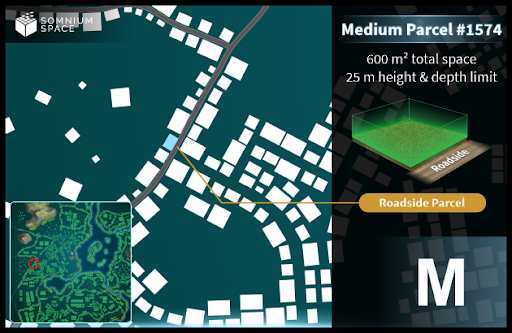 SOMNIUM
SPACE
Medium Parcel #1574
600 m² total space
25 m height & depth limit
Roadside
Roadside Parcel
M